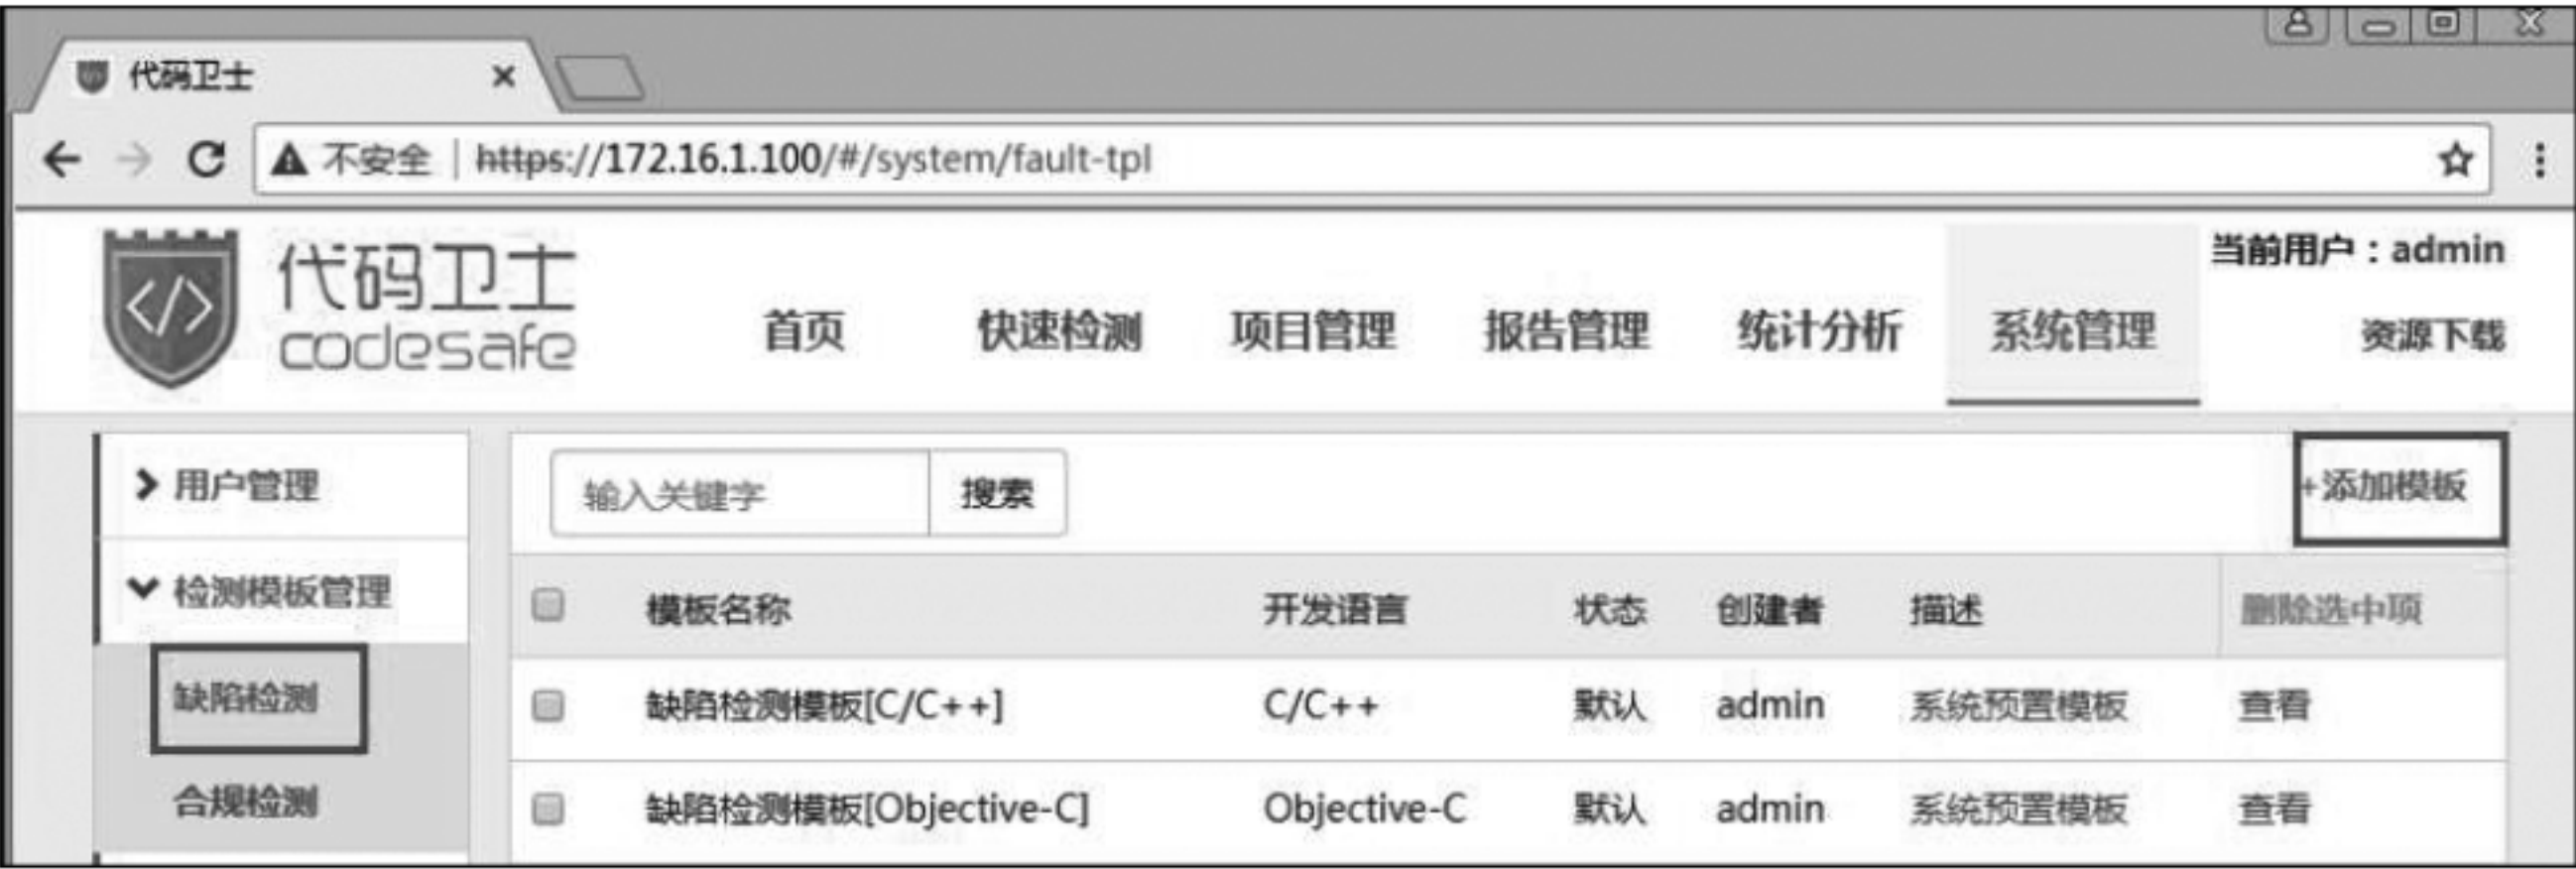 代码卫士
不安全 | https://172.16.1.100/#/system/fault-tpl
代码卫士
codesafe
首页 快速检测 项目管理 报告管理 统计分析 系统管理
当前用户：admin
资源下载
用户管理
检测模板管理
缺陷检测
合规检测
输入关键字 搜索
+添加模板
模板名称 开发语言 状态 创建者 描述 删除选中项
缺陷检测模板[C/C++] C/C++ 默认 admin 系统预置模板 查看
缺陷检测模板[Objective-C] Objective-C 默认 admin 系统预置模板 查看